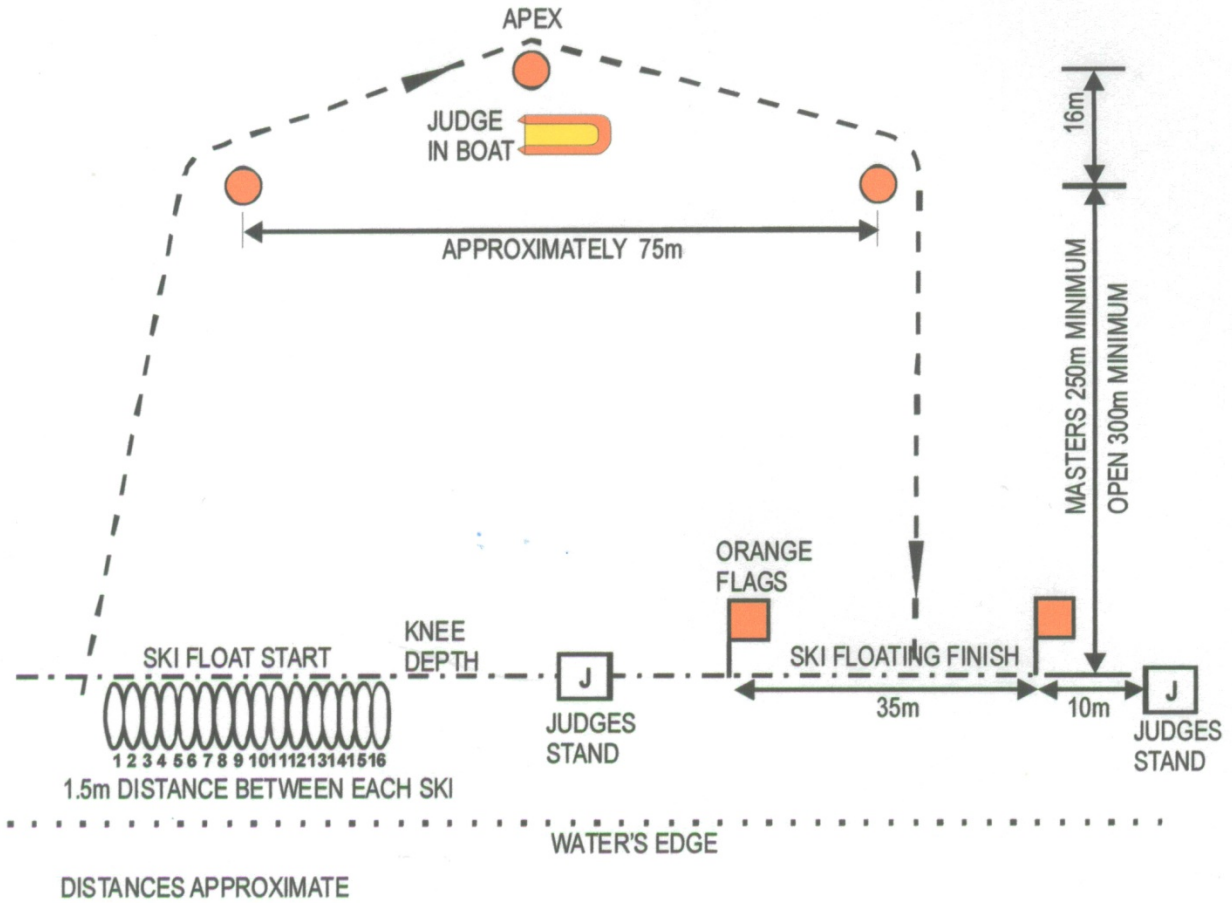 APEX
JUDGE
IN BOAT
16m
APPROXIMATELY 75m
MASTERS 250m MINIMUM
OPEN 300m MINIMUM
ORANGE
FLAGS
KNEE
DEPTH
SKI FLOAT START
SKI FLOATING FINISH
J
JUDGES
STAND
35m
10m
J
JUDGES
STAND
1 2 3 4 5 6 7 8 9 10 11 12 13 14 15 16
1.5m DISTANCE BETWEEN EACH SKI
WATER'S EDGE
DISTANCES APPROXIMATE